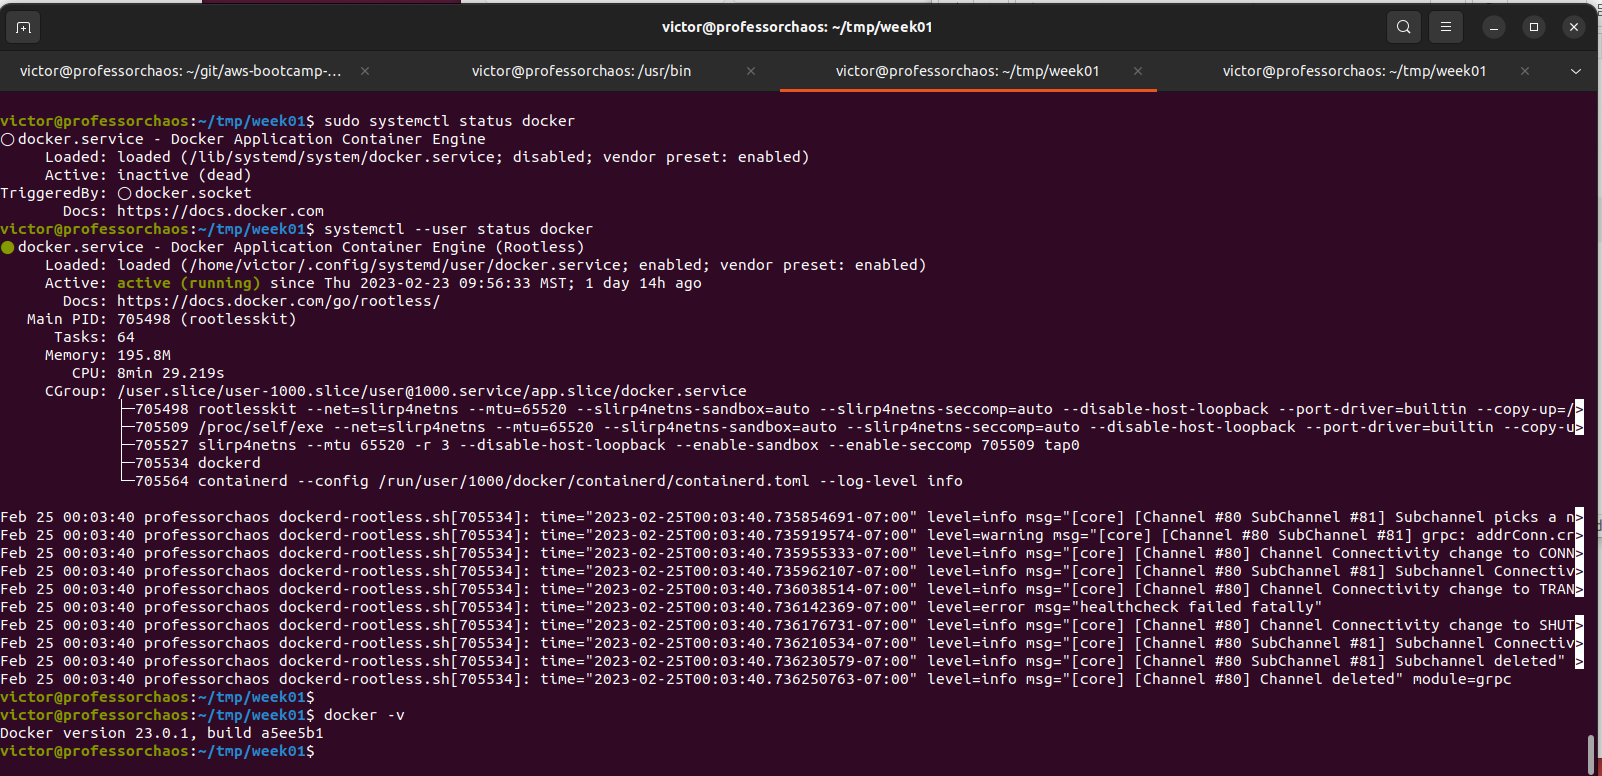 victor@professorchaos: ~/tmp/week01
victor@professorchaos: ~/git/aws-bootcamp-... victor@professorchaos: /usr/bin victor@professorchaos: ~/tmp/week01 victor@professorchaos: ~/tmp/week01
victor@professorchaos:~/tmp/week01$ sudo systemctl status docker
○ docker.service - Docker Application Container Engine
Loaded: loaded (/lib/systemd/system/docker.service; disabled; vendor preset: enabled)
Active: inactive (dead)
TriggeredBy: ○ docker.socket
Docs: https://docs.docker.com
victor@professorchaos:~/tmp/week01$ systemctl --user status docker
● docker.service - Docker Application Container Engine (Rootless)
Loaded: loaded (/home/victor/.config/systemd/user/docker.service; enabled; vendor preset: enabled)
Active: active (running) since Thu 2023-02-23 09:56:33 MST; 1 day 14h ago
Docs: https://docs.docker.com/go/rootless/
Main PID: 705498 (rootlesskit)
Tasks: 64
Memory: 195.8M
CPU: 8min 29.219s
CGroup: /user.slice/user-1000.slice/user@1000.service/app.slice/docker.service
├─705498 rootlesskit --net=slirp4netns --mtu=65520 --slirp4netns-sandbox=auto --slirp4netns-seccomp=auto --disable-host-loopback --port-driver=builtin --copy-up=/>
├─705509 /proc/self/exe --net=slirp4netns --mtu=65520 --slirp4netns-sandbox=auto --slirp4netns-seccomp=auto --disable-host-loopback --port-driver=builtin --copy-u>
├─705527 slirp4netns --mtu 65520 -r 3 --disable-host-loopback --enable-sandbox --enable-seccomp 705509 tap0
├─705534 dockerd
└─705564 containerd --config /run/user/1000/docker/containerd/containerd.toml --log-level info
Feb 25 00:03:40 professorchaos dockerd-rootless.sh[705534]: time="2023-02-25T00:03:40.735854691-07:00" level=info msg="[core] [Channel #80 SubChannel #81] Subchannel picks a n>
Feb 25 00:03:40 professorchaos dockerd-rootless.sh[705534]: time="2023-02-25T00:03:40.735919574-07:00" level=warning msg="[core] [Channel #80 SubChannel #81] grpc: addrConn.cr>
Feb 25 00:03:40 professorchaos dockerd-rootless.sh[705534]: time="2023-02-25T00:03:40.735955333-07:00" level=info msg="[core] [Channel #80] Channel Connectivity change to CONN>
Feb 25 00:03:40 professorchaos dockerd-rootless.sh[705534]: time="2023-02-25T00:03:40.735962107-07:00" level=info msg="[core] [Channel #80 SubChannel #81] Subchannel Connectiv>
Feb 25 00:03:40 professorchaos dockerd-rootless.sh[705534]: time="2023-02-25T00:03:40.736038514-07:00" level=info msg="[core] [Channel #80] Channel Connectivity change to TRAN>
Feb 25 00:03:40 professorchaos dockerd-rootless.sh[705534]: time="2023-02-25T00:03:40.736142369-07:00" level=error msg="healthcheck failed fatally"
Feb 25 00:03:40 professorchaos dockerd-rootless.sh[705534]: time="2023-02-25T00:03:40.736176731-07:00" level=info msg="[core] [Channel #80] Channel Connectivity change to SHUT>
Feb 25 00:03:40 professorchaos dockerd-rootless.sh[705534]: time="2023-02-25T00:03:40.736210534-07:00" level=info msg="[core] [Channel #80 SubChannel #81] Subchannel Connectiv>
Feb 25 00:03:40 professorchaos dockerd-rootless.sh[705534]: time="2023-02-25T00:03:40.736230579-07:00" level=info msg="[core] [Channel #80 SubChannel #81] Subchannel deleted" >
Feb 25 00:03:40 professorchaos dockerd-rootless.sh[705534]: time="2023-02-25T00:03:40.736250763-07:00" level=info msg="[core] [Channel #80] Channel deleted" module=grpc
victor@professorchaos:~/tmp/week01$
victor@professorchaos:~/tmp/week01$ docker -v
Docker version 23.0.1, build a5ee5b1
victor@professorchaos:~/tmp/week01$